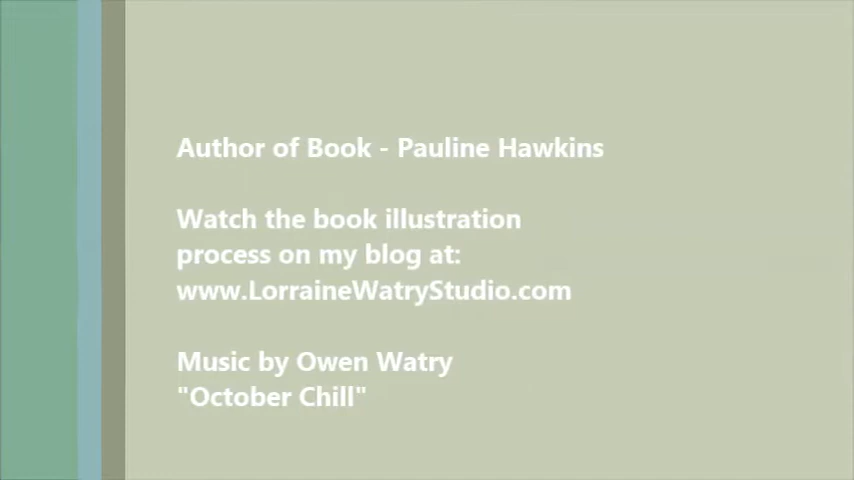 Author of Book - Pauline Hawkins
Watch the book illustration
process on my blog at:
www.LorraineWatryStudio.com
Music by Owen Watry
"October Chill"